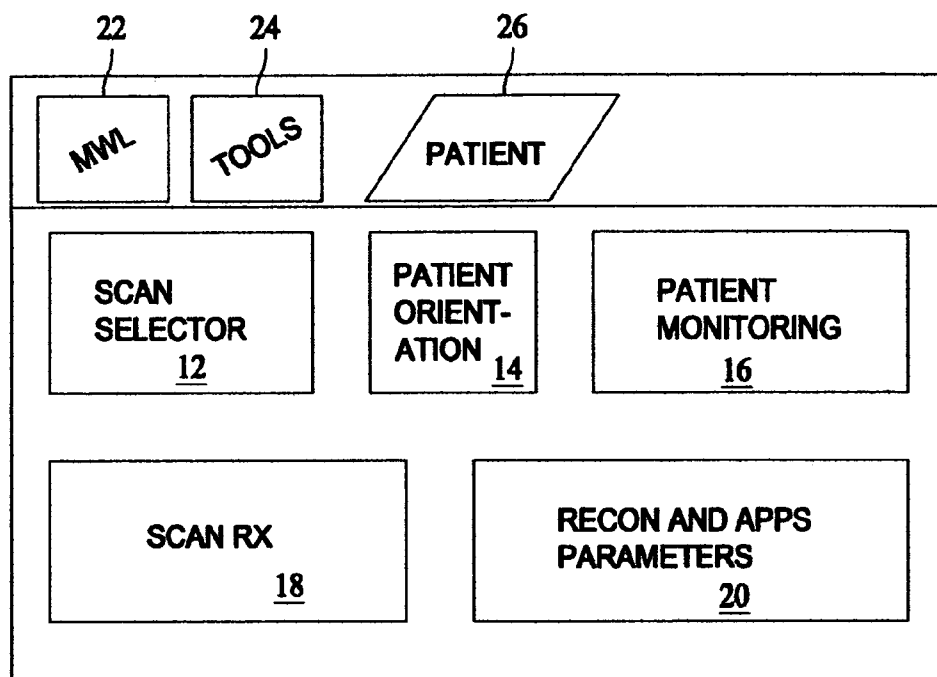 22 24 26
MWL TOOLS PATIENT
SCAN
SELECTOR
12
PATIENT
ORIENT-
ATION
14
PATIENT
MONITORING
16
SCAN RX
18
RECON AND APPS
PARAMETERS
20